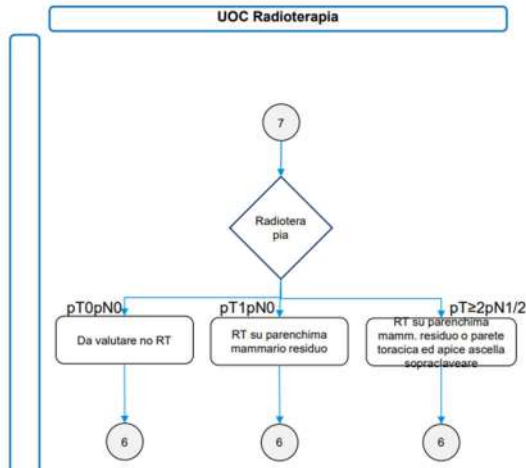 UOC Radioterapia
7
Radiotera
pia
pT0pN0
pT1pN0
pT≥2pN1/2
Da valutare no RT
RT su parenchima
mammario residuo
RT su parenchima
mamm. residuo o parete
toracica ed apice ascella
sopraclaveare
6
6
6